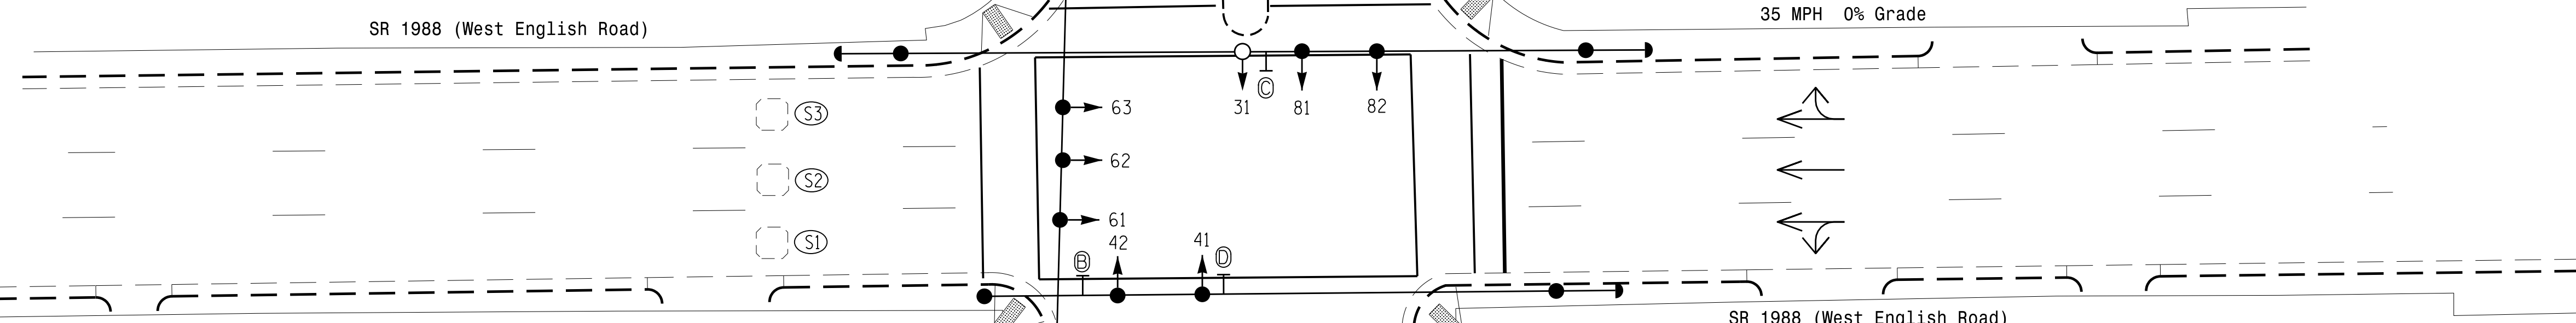 SR 1988 (West English Road)
35 MPH 0% Grade
S3
63
31
C
81
82
S2
62
S1
61
42
41
B
D
SR 1988 (West English Road)